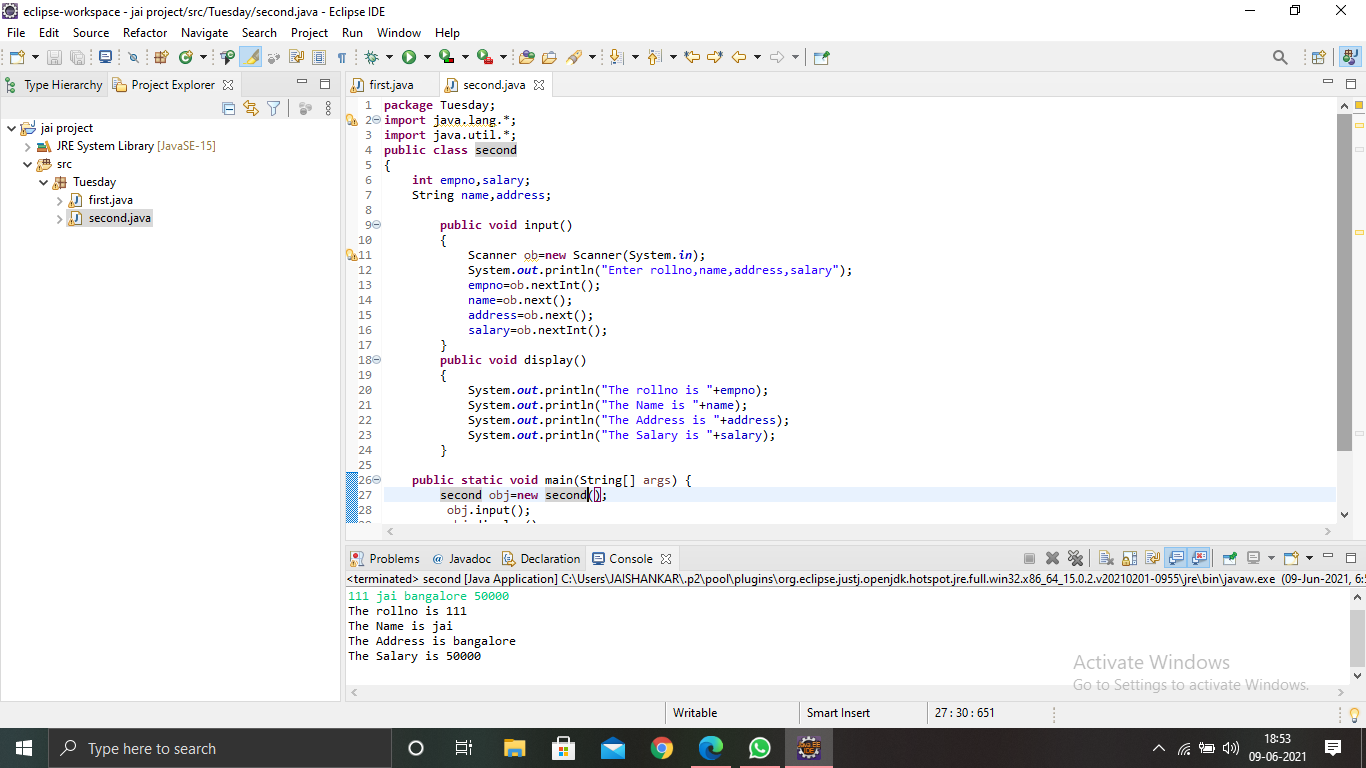 eclipse-workspace - jai project/src/Tuesday/second.java - Eclipse IDE
File Edit Source Refactor Navigate Search Project Run Window Help
Type Hierarchy Project Explorer
jai project
JRE System Library [JavaSE-15]
src
Tuesday
first.java
second.java
first.java second.java
1 package Tuesday;
2 import java.lang.*;
3 import java.util.*;
4 public class second
5 {
6 int empno,salary;
7 String name,address;
8
9 public void input()
10 {
11 Scanner ob=new Scanner(System.in);
12 System.out.println("Enter rollno,name,address,salary");
13 empno=ob.nextInt();
14 name=ob.next();
15 address=ob.next();
16 salary=ob.nextInt();
17 }
18 public void display()
19 {
20 System.out.println("The rollno is "+empno);
21 System.out.println("The Name is "+name);
22 System.out.println("The Address is "+address);
23 System.out.println("The Salary is "+salary);
24 }
25
26 public static void main(String[] args) {
27 second obj=new second();
28 obj.input();
Problems @ Javadoc Declaration Console
<terminated> second [Java Application] C:\Users\JAISHANKAR\.p2\pool\plugins\org.eclipse.justj.openjdk.hotspot.jre.full.win32.x86_64_15.0.2.v20210201-0955\jre\bin\javaw.exe (09-Jun-2021, 6:5
111 jai bangalore 50000
The rollno is 111
The Name is jai
The Address is bangalore
The Salary is 50000
Activate Windows
Go to Settings to activate Windows.
Writable Smart Insert 27 : 30 : 651
Type here to search
18:53
09-06-2021